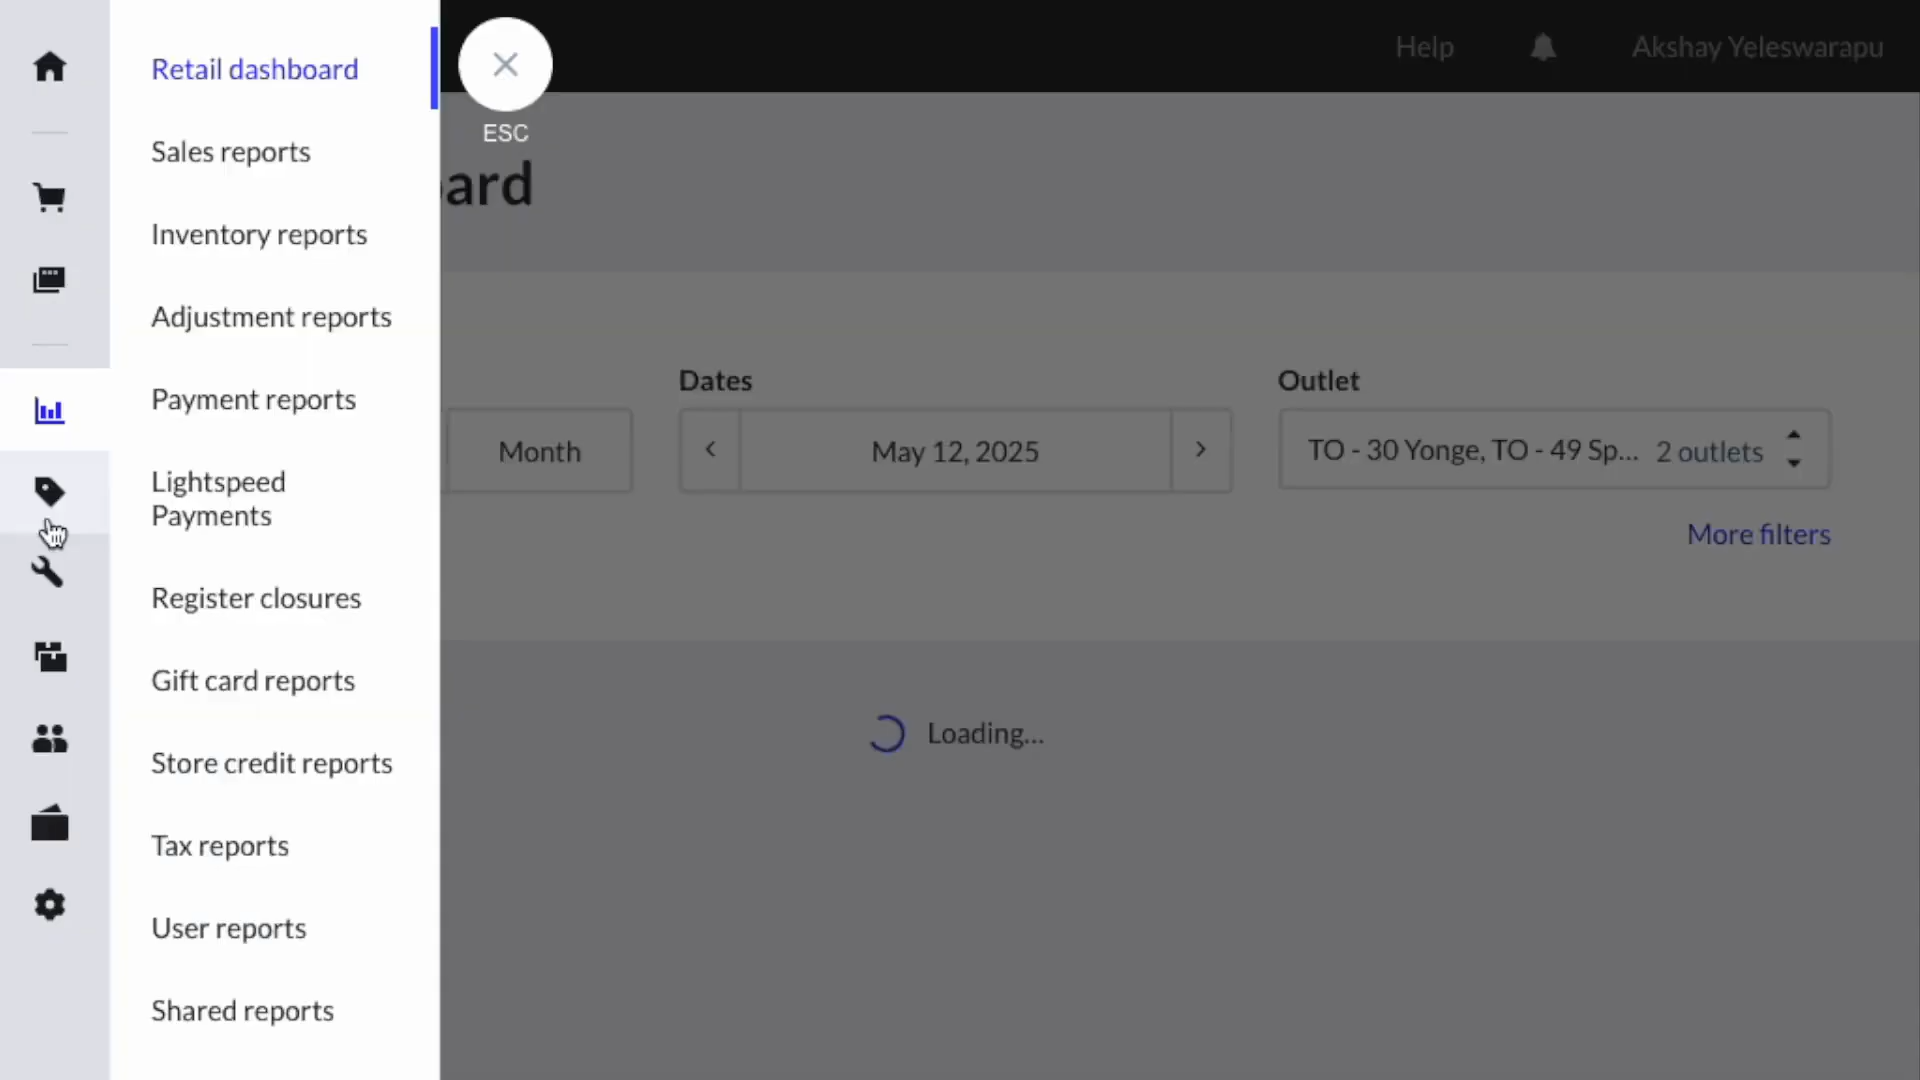 Retail dashboard
Sales reports
Inventory reports
Adjustment reports
Payment reports
Lightspeed
Payments
Register closures
Gift card reports
Store credit reports
Tax reports
User reports
Shared reports
ESC
Help
Akshay Yeleswarapu
ard
Month
Dates
May 12, 2025
Outlet
TO - 30 Yonge, TO - 49 Sp... 2 outlets
More filters
Loading...